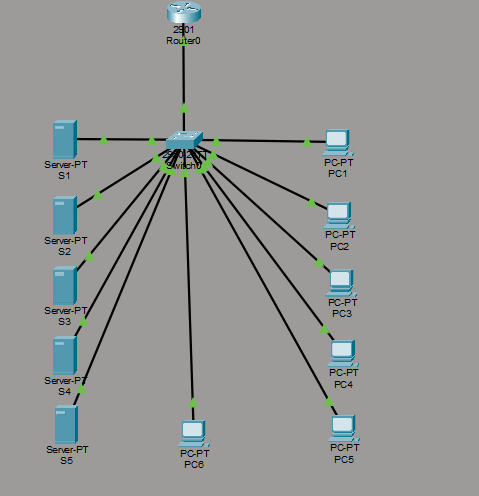 2901
Router0
Server-PT
S1
Switch0
PC-PT
PC1
Server-PT
S2
PC-PT
PC2
Server-PT
S3
PC-PT
PC3
Server-PT
S4
PC-PT
PC4
Server-PT
S5
PC-PT
PC6
PC-PT
PC5